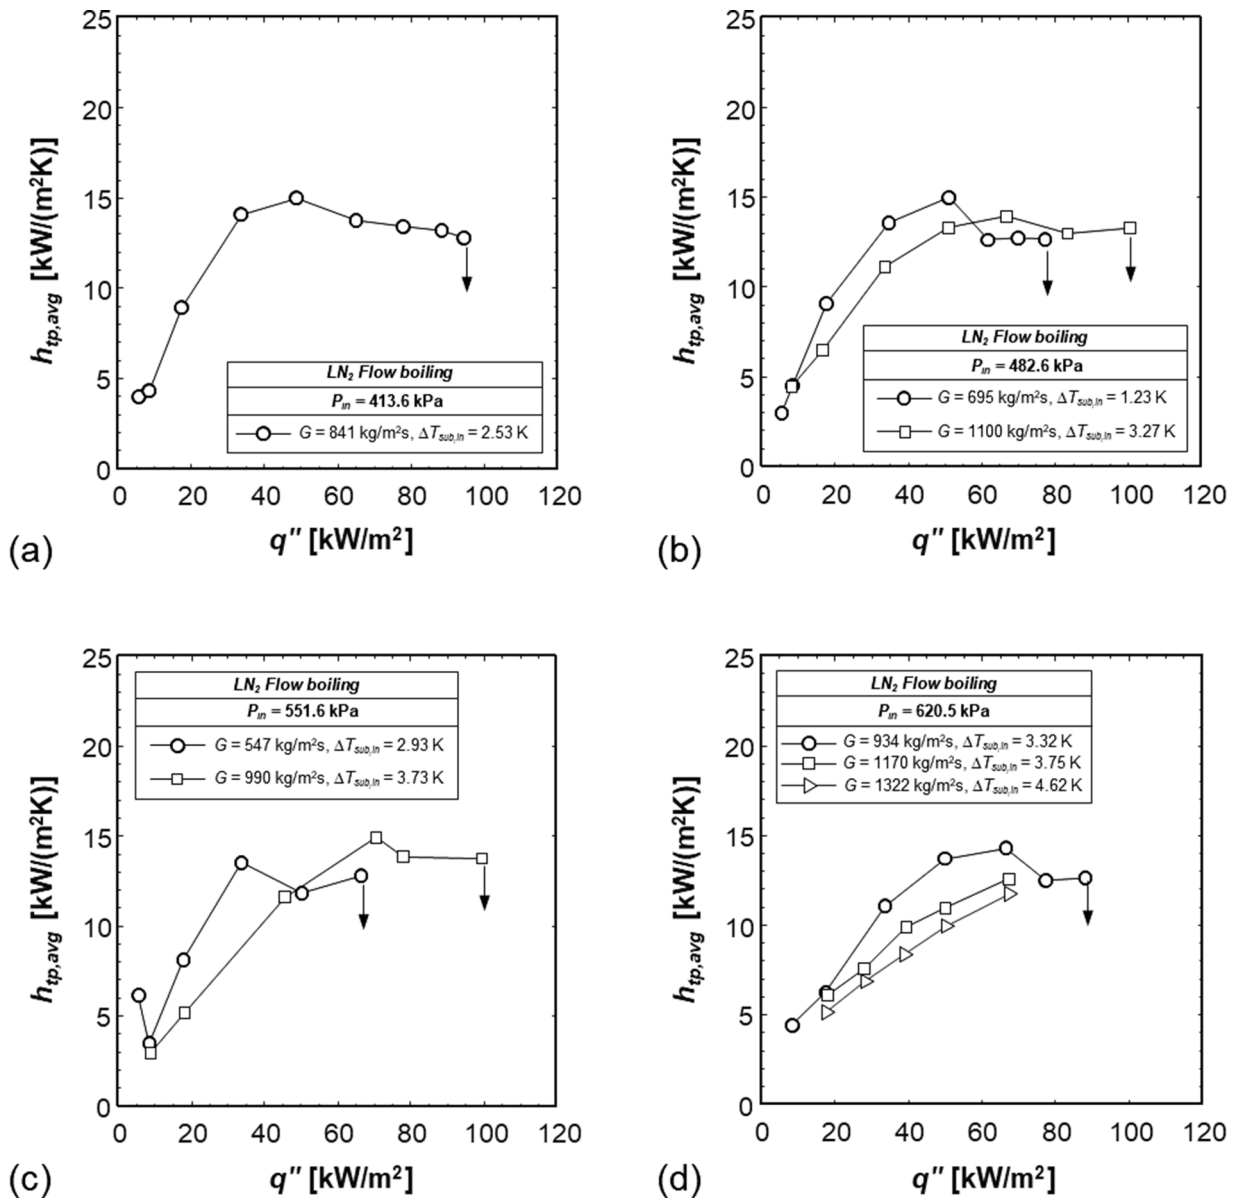 25
20
15
10
5
0
0 20 40 60 80 100 120
h_tp,avg [kW/(m²K)]
q″ [kW/m²]
LN₂ Flow boiling
P_in = 413.6 kPa
G = 841 kg/m²s, ΔT_sub,in = 2.53 K
(a)
25
20
15
10
5
0
0 20 40 60 80 100 120
h_tp,avg [kW/(m²K)]
q″ [kW/m²]
LN₂ Flow boiling
P_in = 482.6 kPa
G = 695 kg/m²s, ΔT_sub,in = 1.23 K
G = 1100 kg/m²s, ΔT_sub,in = 3.27 K
(b)
25
20
15
10
5
0
0 20 40 60 80 100 120
h_tp,avg [kW/(m²K)]
q″ [kW/m²]
LN₂ Flow boiling
P_in = 551.6 kPa
G = 547 kg/m²s, ΔT_sub,in = 2.93 K
G = 990 kg/m²s, ΔT_sub,in = 3.73 K
(c)
25
20
15
10
5
0
0 20 40 60 80 100 120
h_tp,avg [kW/(m²K)]
q″ [kW/m²]
LN₂ Flow boiling
P_in = 620.5 kPa
G = 934 kg/m²s, ΔT_sub,in = 3.32 K
G = 1170 kg/m²s, ΔT_sub,in = 3.75 K
G = 1322 kg/m²s, ΔT_sub,in = 4.62 K
(d)